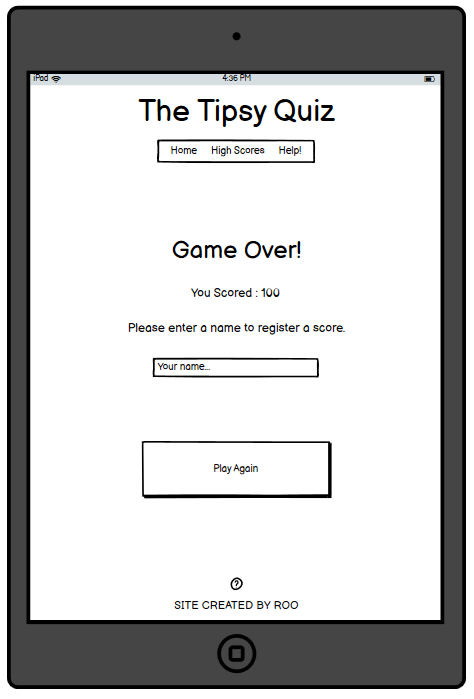 iPad 4:36 PM
The Tipsy Quiz
Home High Scores Help!
Game Over!
You Scored : 100
Please enter a name to register a score.
Your name...
Play Again
?
SITE CREATED BY ROO